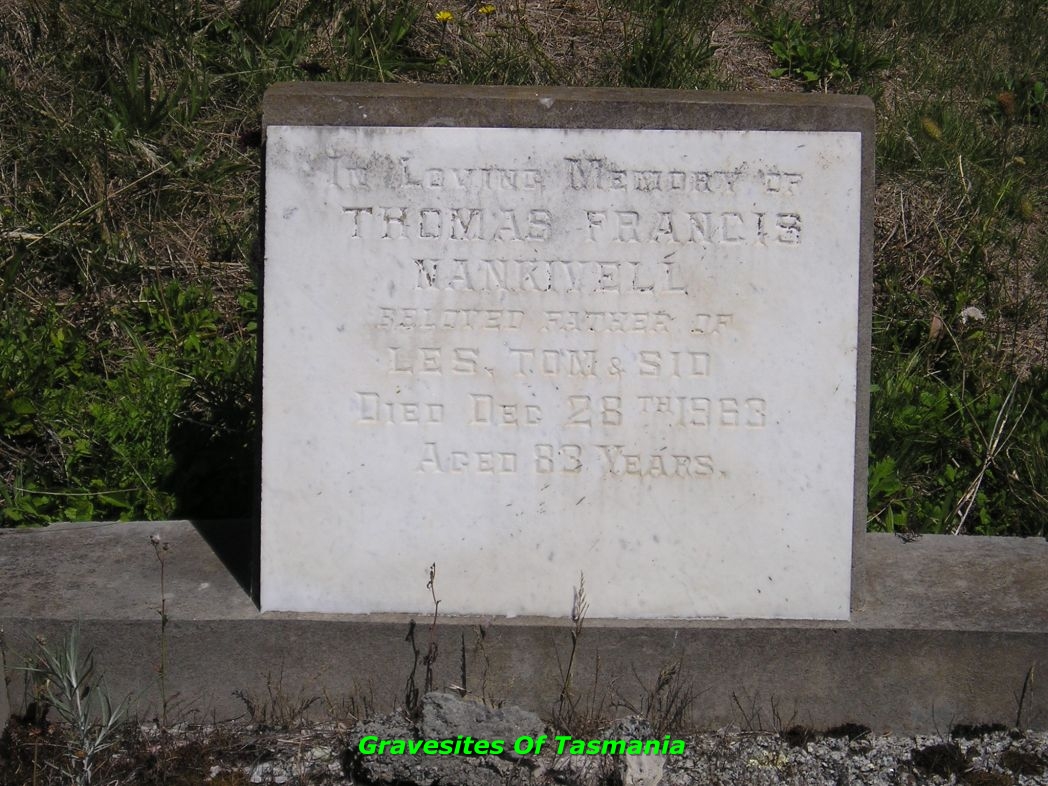 In Loving Memory of
THOMAS FRANCIS
NANKIVELL
BELOVED FATHER OF
LES, TOM & SID
Died Dec 28TH 1963
Aged 83 Years.
Gravesites Of Tasmania